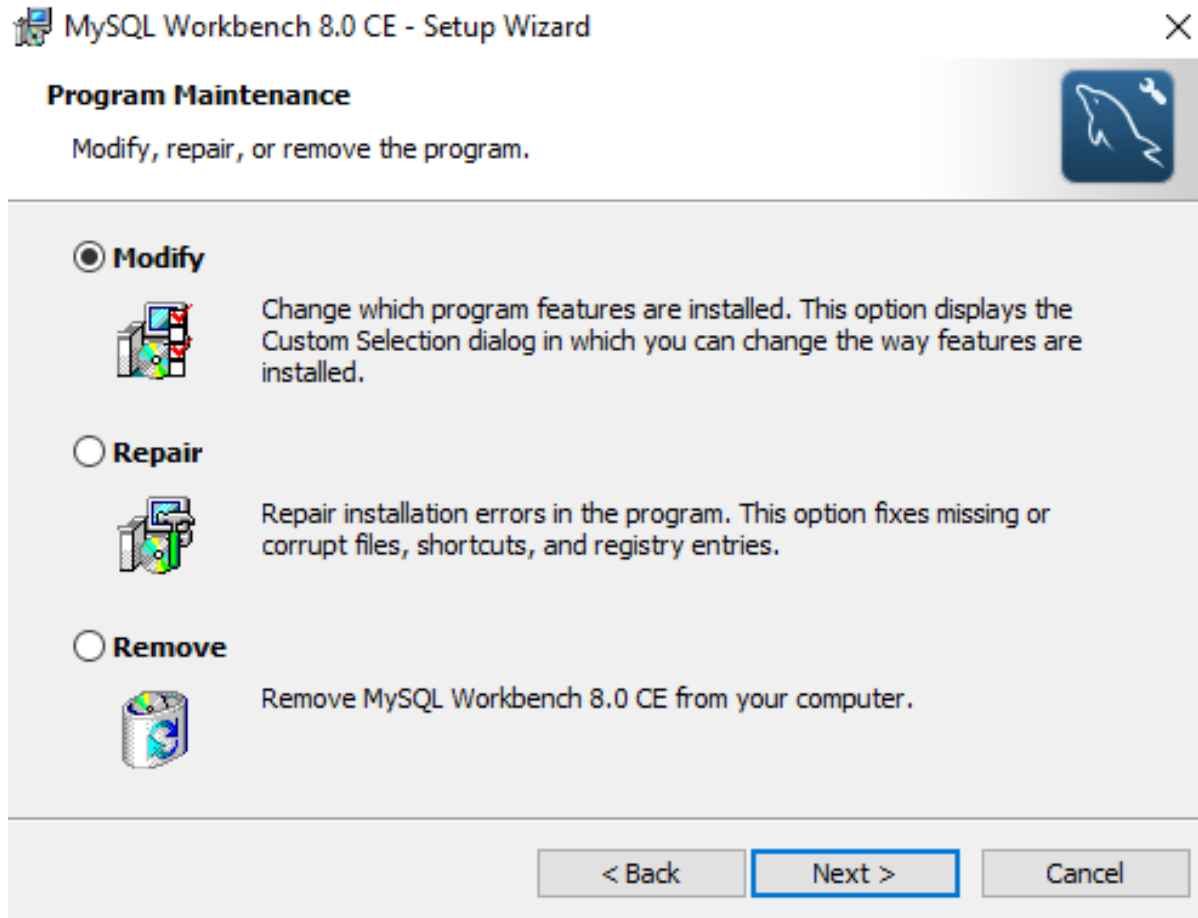 MySQL Workbench 8.0 CE - Setup Wizard
Program Maintenance
Modify, repair, or remove the program.
Modify
Change which program features are installed. This option displays the
Custom Selection dialog in which you can change the way features are
installed.
Repair
Repair installation errors in the program. This option fixes missing or
corrupt files, shortcuts, and registry entries.
Remove
Remove MySQL Workbench 8.0 CE from your computer.
< Back
Next >
Cancel